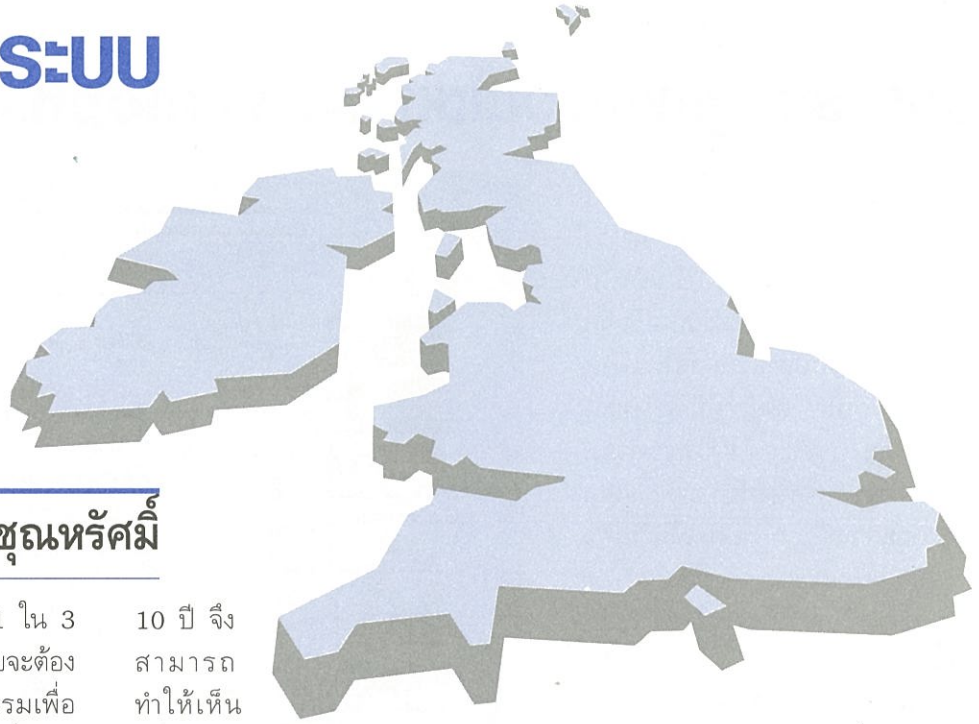 ระบบ
ชุณหรัศมิ์
1 ใน 3
จะต้อง
รมเพื่อ
10 ปี จึง
สามารถ
ทำให้เห็น